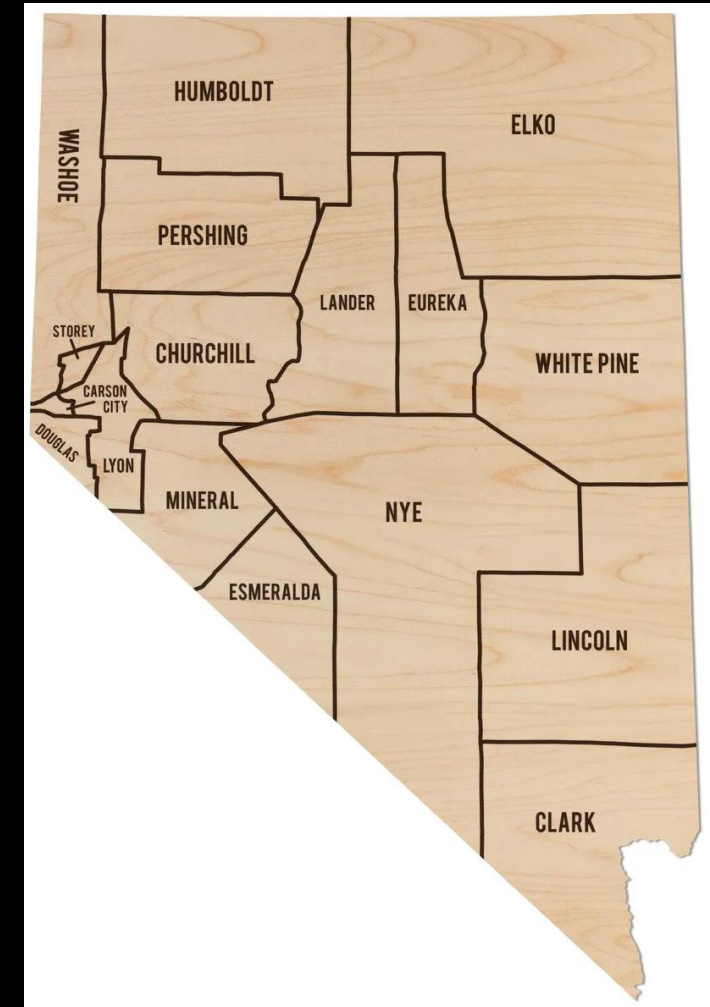 HUMBOLDT
ELKO
WASHOE
PERSHING
LANDER
EUREKA
STOREY
CHURCHILL
WHITE PINE
CARSON
CITY
DOUGLAS
LYON
MINERAL
NYE
ESMERALDA
LINCOLN
CLARK